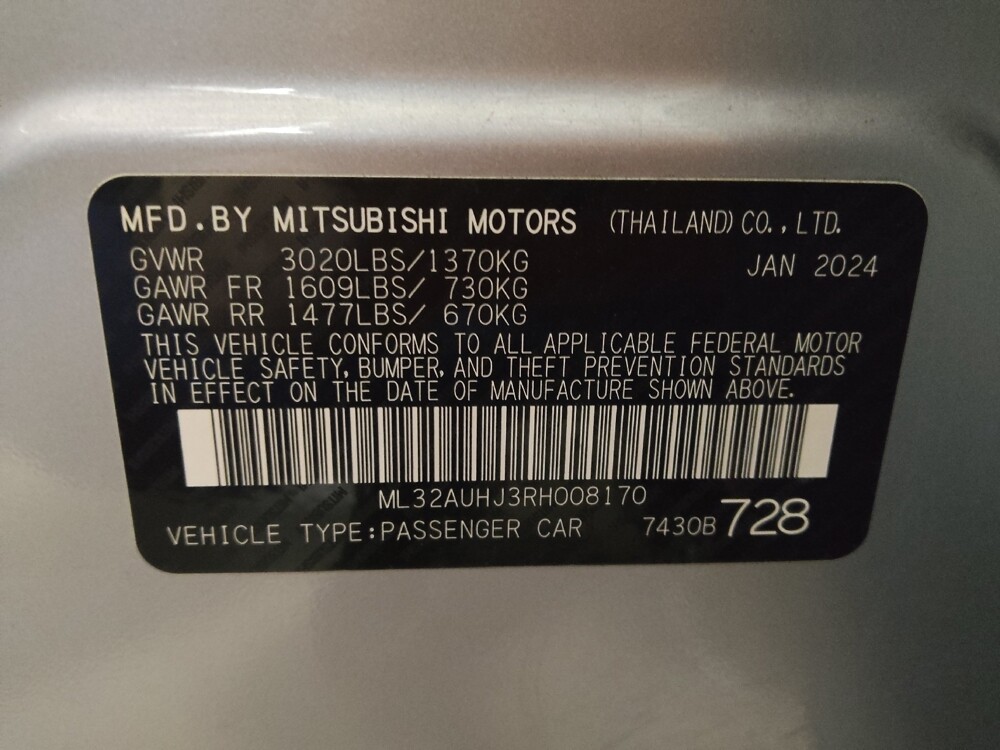 MFD.BY MITSUBISHI MOTORS (THAILAND) CO., LTD.
GVWR 3020LBS/1370KG JAN 2024
GAWR FR 1609LBS/ 730KG
GAWR RR 1477LBS/ 670KG
THIS VEHICLE CONFORMS TO ALL APPLICABLE FEDERAL MOTOR
VEHICLE SAFETY, BUMPER, AND THEFT PREVENTION STANDARDS
IN EFFECT ON THE DATE OF MANUFACTURE SHOWN ABOVE.
ML32AUHJ3RH008170
VEHICLE TYPE:PASSENGER CAR 7430B 728